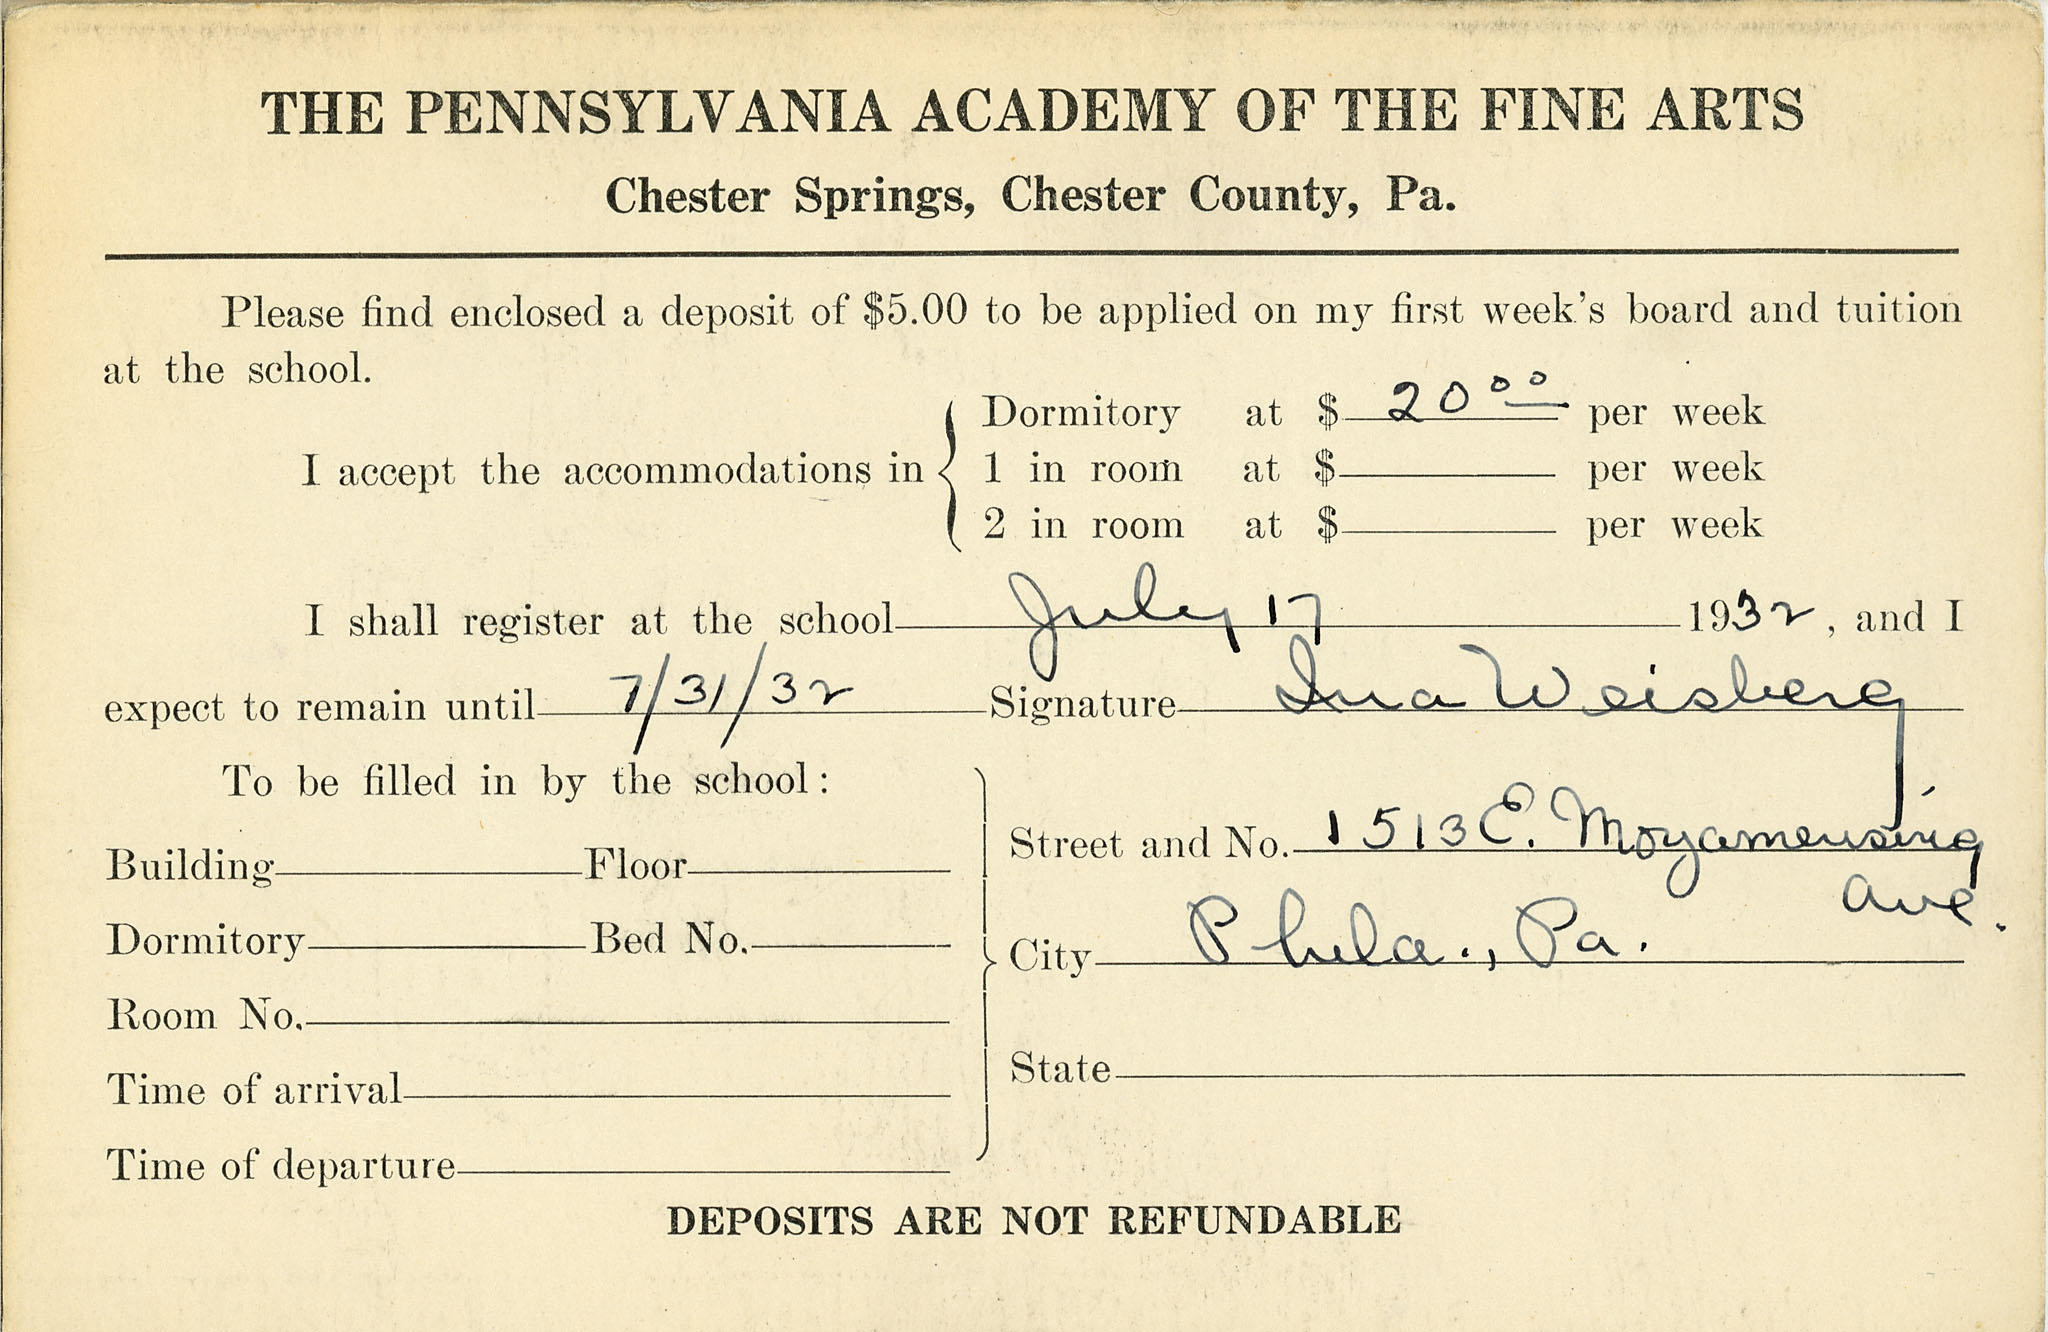 THE PENNSYLVANIA ACADEMY OF THE FINE ARTS
Chester Springs, Chester County, Pa.
Please find enclosed a deposit of $5.00 to be applied on my first week's board and tuition
at the school.
Dormitory at $ 20 00 per week
I accept the accommodations in 1 in room at $ per week
2 in room at $ per week
I shall register at the school July 17 1932, and I
expect to remain until 7/31/32 Signature Ina Weisberg
To be filled in by the school:
Street and No. 1513 E. Moyamensing Ave.
Building Floor
Dormitory Bed No.
City Phila., Pa.
Room No.
State
Time of arrival
Time of departure
DEPOSITS ARE NOT REFUNDABLE